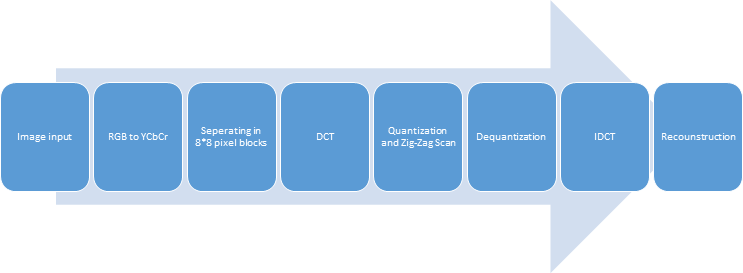 Image input
RGB to YCbCr
Seperating in
8*8 pixel blocks
DCT
Quantization
and Zig-Zag Scan
Dequantization
IDCT
Recounstruction